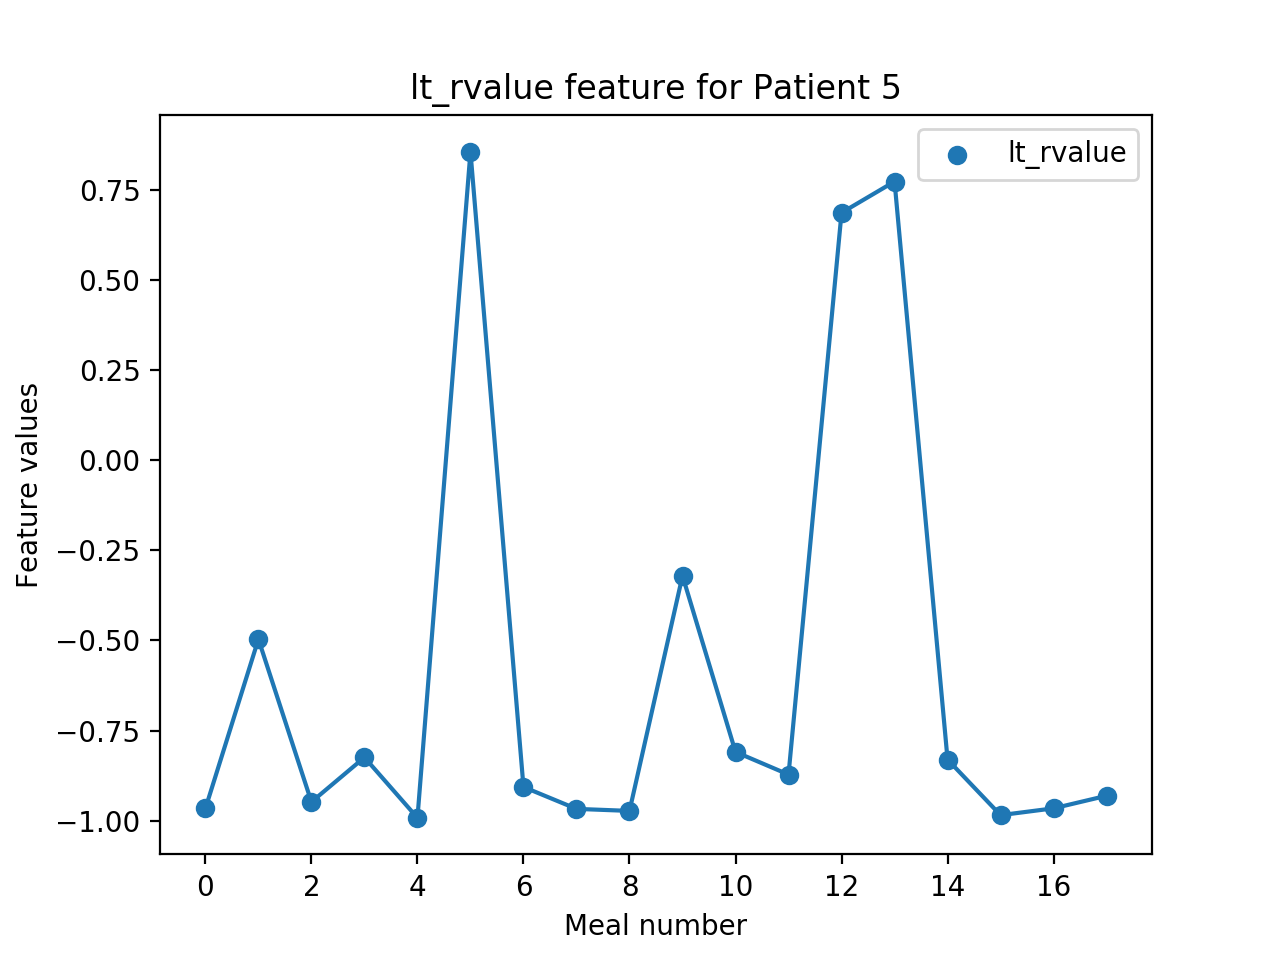 lt_rvalue feature for Patient 5
lt_rvalue
0.75
0.50
0.25
0.00
−0.25
−0.50
−0.75
−1.00
Feature values
0 2 4 6 8 10 12 14 16
Meal number